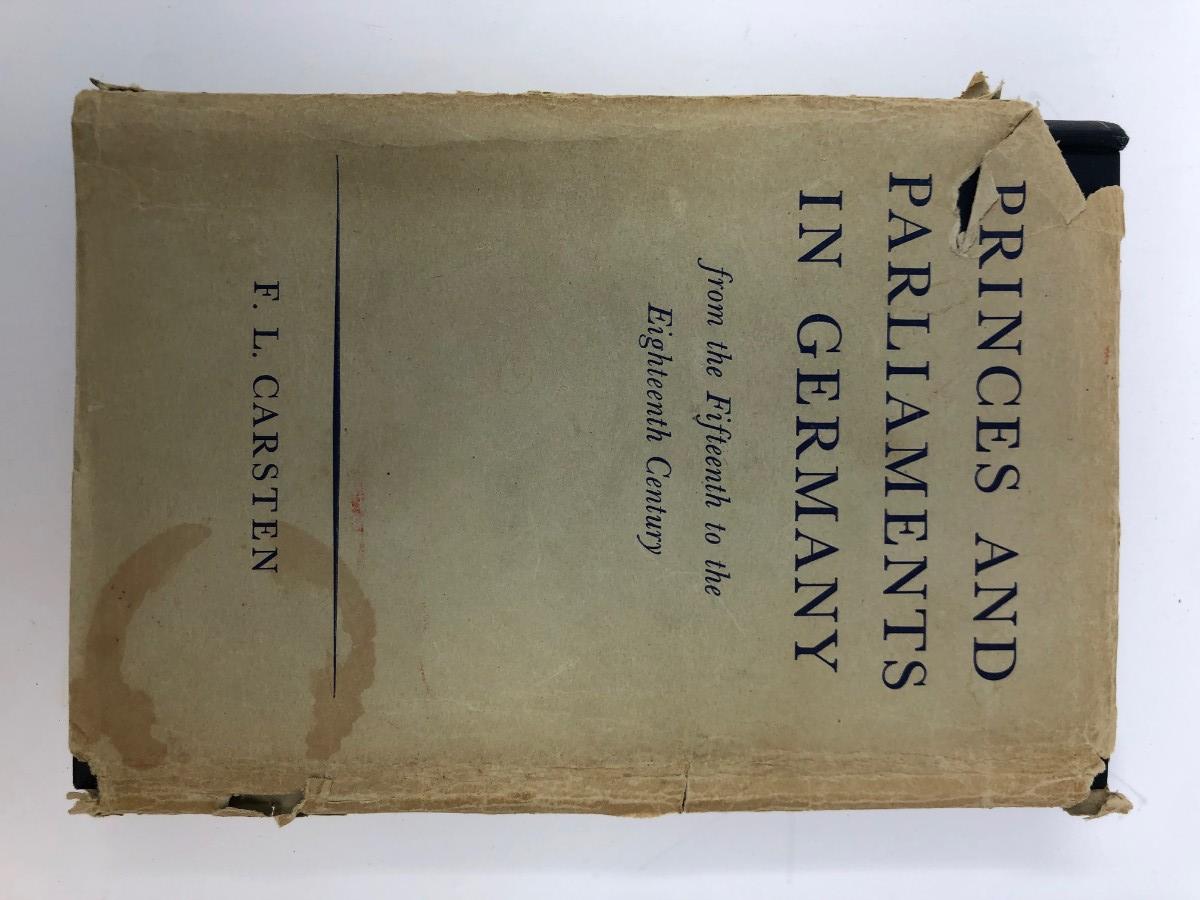 PRINCES AND
PARLIAMENTS
IN GERMANY
from the Fifteenth to the
Eighteenth Century
F. L. CARSTEN